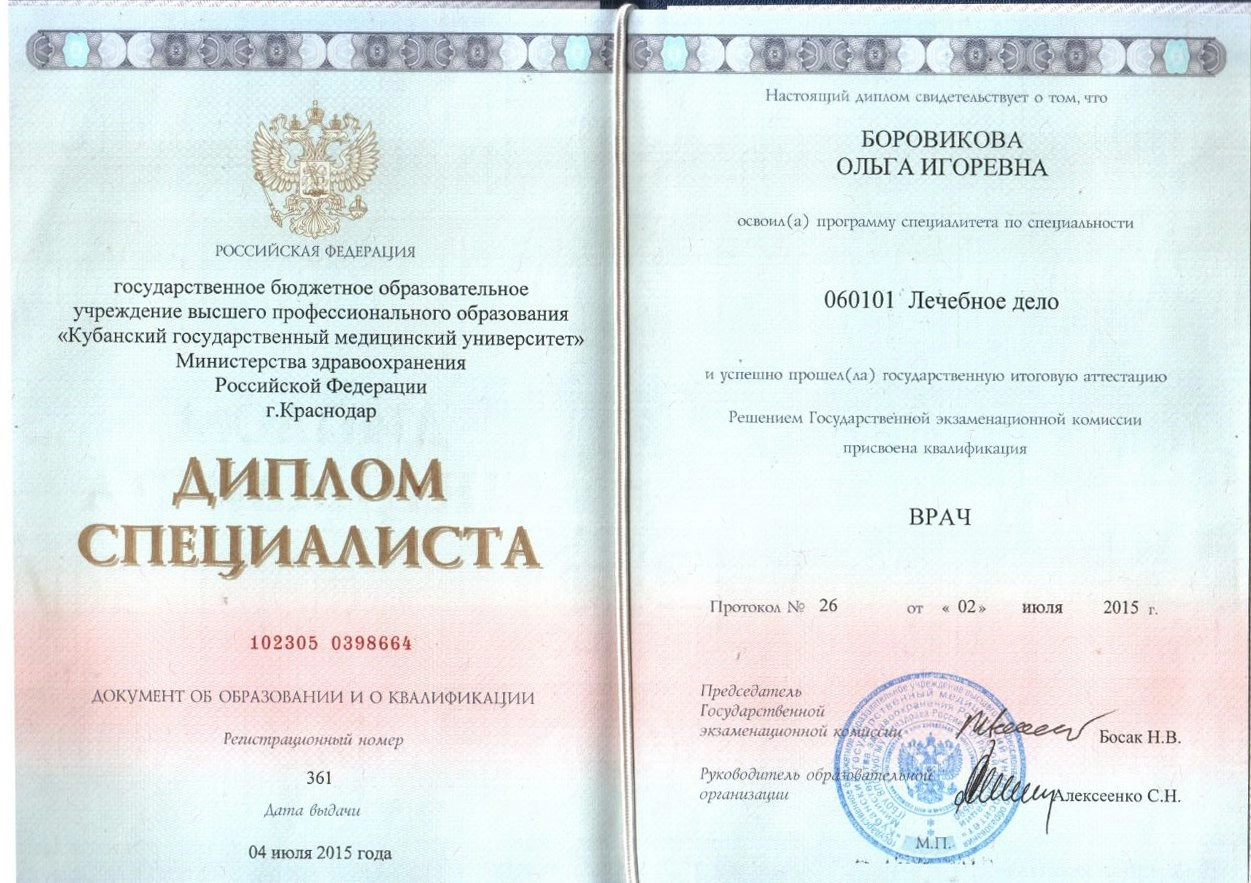 РОССИЙСКАЯ ФЕДЕРАЦИЯ
государственное бюджетное образовательное
учреждение высшего профессионального образования
«Кубанский государственный медицинский университет»
Министерства здравоохранения
Российской Федерации
г.Краснодар
ДИПЛОМ
СПЕЦИАЛИСТА
102305 0398664
ДОКУМЕНТ ОБ ОБРАЗОВАНИИ И О КВАЛИФИКАЦИИ
Регистрационный номер
361
Дата выдачи
04 июля 2015 года
Настоящий диплом свидетельствует о том, что
БОРОВИКОВА
ОЛЬГА ИГОРЕВНА
освоил(а) программу специалитета по специальности
060101 Лечебное дело
и успешно прошел(ла) государственную итоговую аттестацию
Решением Государственной экзаменационной комиссии
присвоена квалификация
ВРАЧ
Протокол № 26 от « 02 » июля 2015 г.
Председатель
Государственной
экзаменационной комиссии
Босак Н.В.
Руководитель образовательной
организации
Алексеенко С.Н.
М.П.